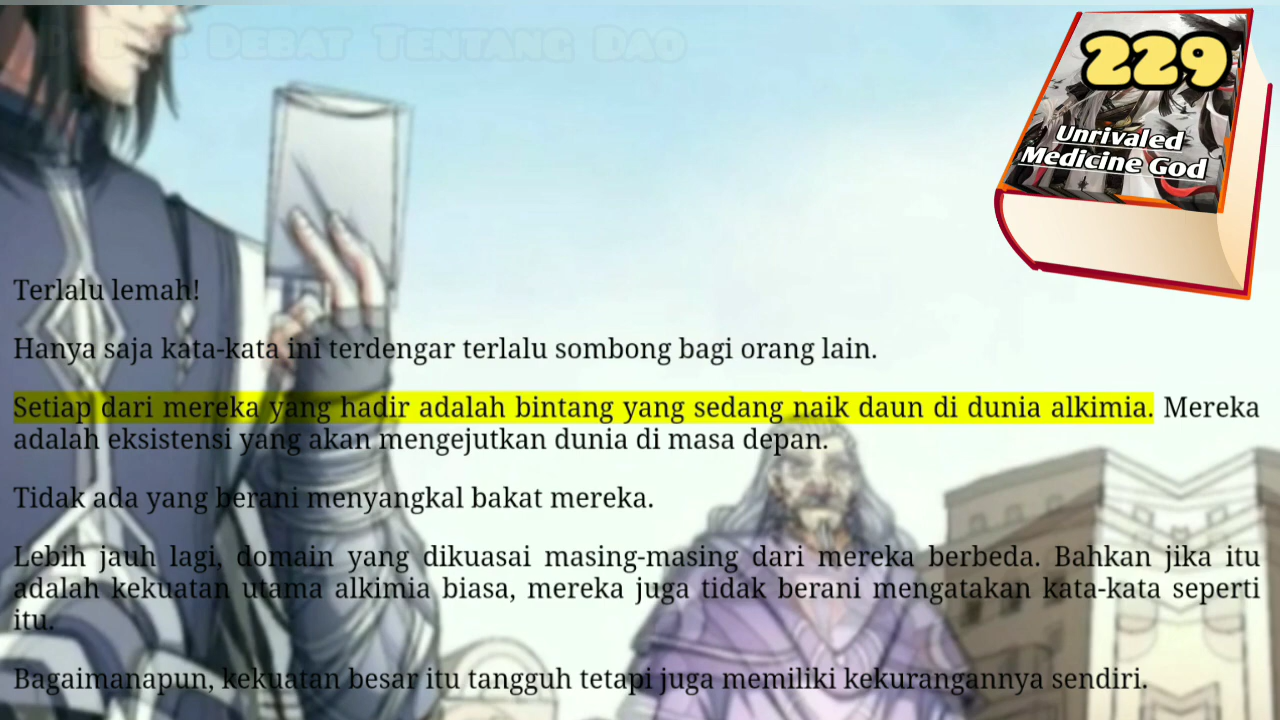 Debat Tentang Dao
229
Unrivaled
Medicine God
Terlalu lemah!
Hanya saja kata-kata ini terdengar terlalu sombong bagi orang lain.
Setiap dari mereka yang hadir adalah bintang yang sedang naik daun di dunia alkimia. Mereka
adalah eksistensi yang akan mengejutkan dunia di masa depan.
Tidak ada yang berani menyangkal bakat mereka.
Lebih jauh lagi, domain yang dikuasai masing-masing dari mereka berbeda. Bahkan jika itu
adalah kekuatan utama alkimia biasa, mereka juga tidak berani mengatakan kata-kata seperti
itu.
Bagaimanapun, kekuatan besar itu tangguh tetapi juga memiliki kekurangannya sendiri.